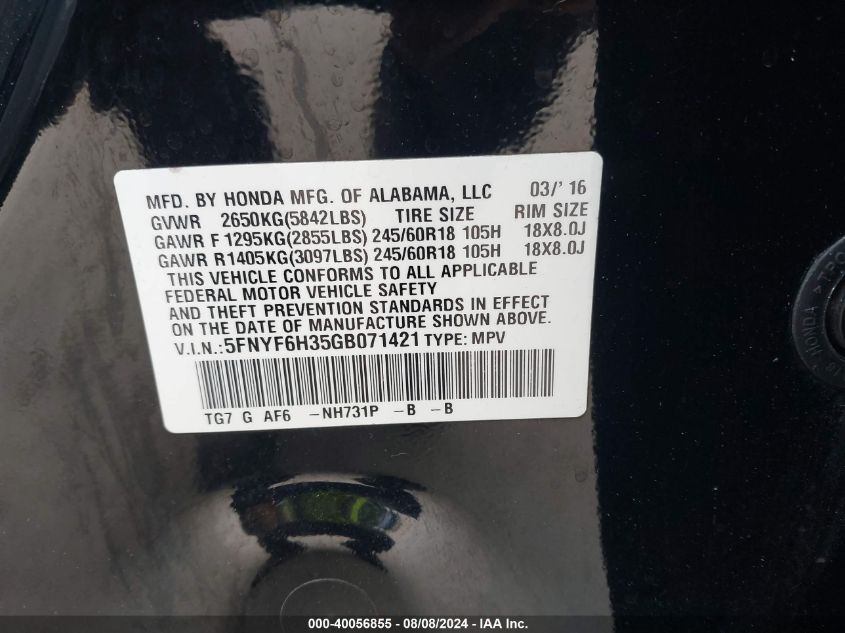 MFD. BY HONDA MFG. OF ALABAMA, LLC 03/' 16
GVWR 2650KG(5842LBS) TIRE SIZE RIM SIZE
GAWR F 1295KG(2855LBS) 245/60R18 105H 18X8.0J
GAWR R1405KG(3097LBS) 245/60R18 105H 18X8.0J
THIS VEHICLE CONFORMS TO ALL APPLICABLE
FEDERAL MOTOR VEHICLE SAFETY
AND THEFT PREVENTION STANDARDS IN EFFECT
ON THE DATE OF MANUFACTURE SHOWN ABOVE.
V.I.N.:5FNYF6H35GB071421 TYPE: MPV
TG7 G AF6 -NH731P -B -B
HONDA
000-40056855 - 08/08/2024 - IAA Inc.